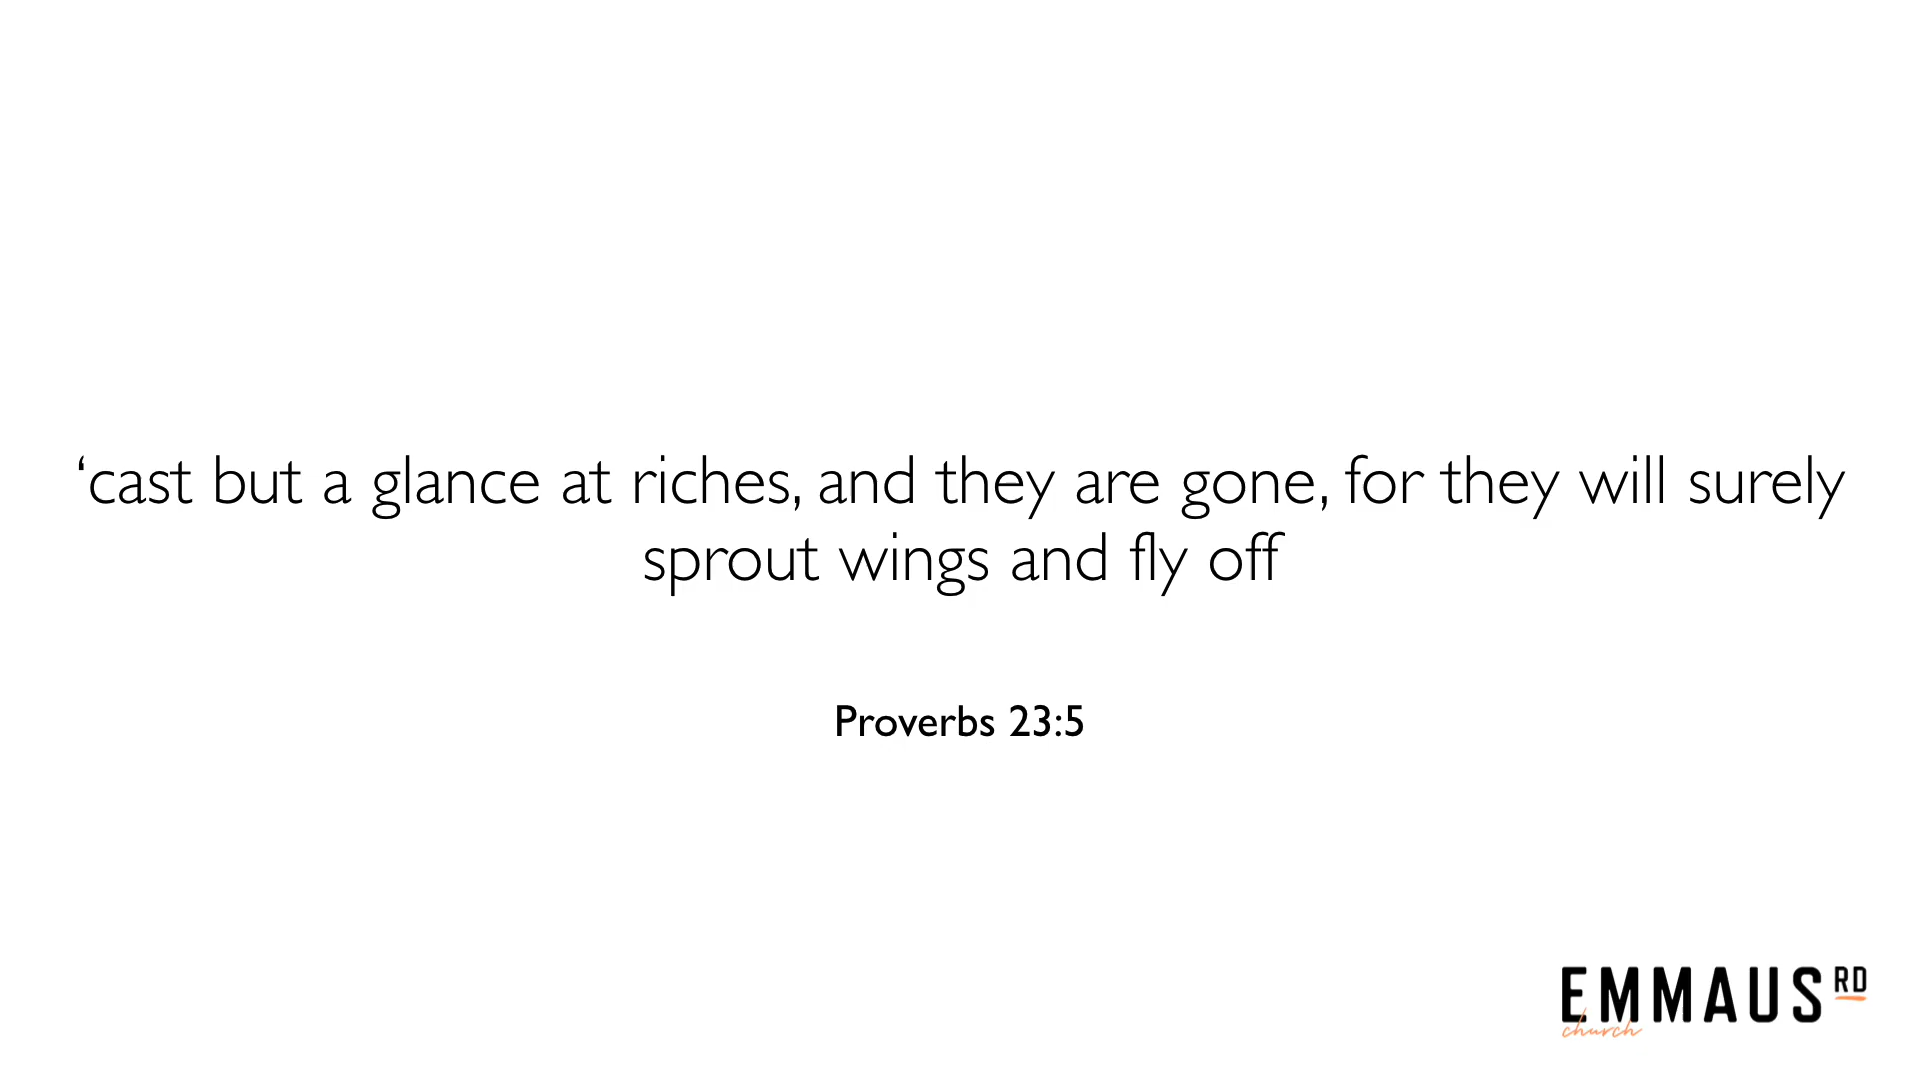 ‘cast but a glance at riches, and they are gone, for they will surely
sprout wings and fly off
Proverbs 23:5
EMMAUS RD
church